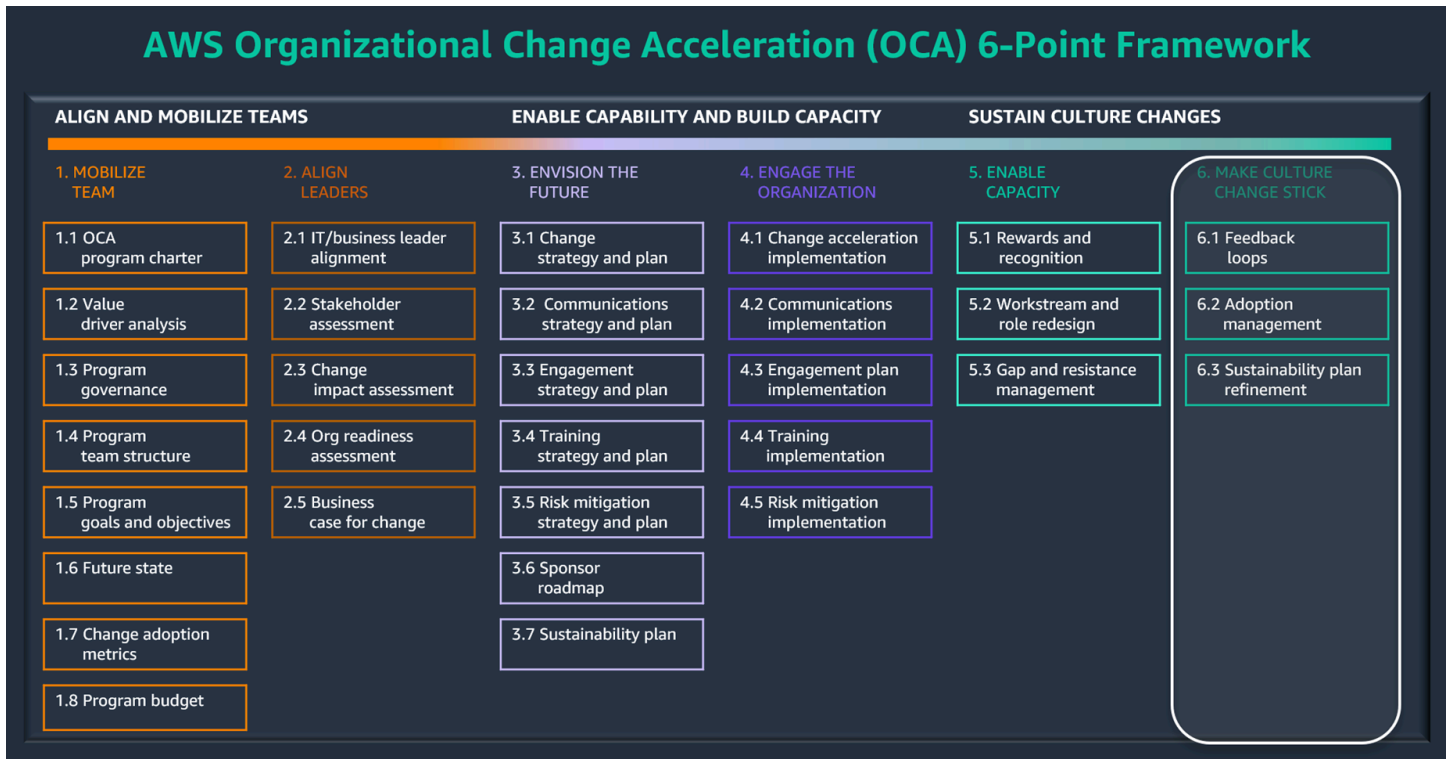 AWS Organizational Change Acceleration (OCA) 6-Point Framework
ALIGN AND MOBILIZE TEAMS
ENABLE CAPABILITY AND BUILD CAPACITY
SUSTAIN CULTURE CHANGES
1. MOBILIZE
TEAM
1.1 OCA
program charter
1.2 Value
driver analysis
1.3 Program
governance
1.4 Program
team structure
1.5 Program
goals and objectives
1.6 Future state
1.7 Change adoption
metrics
1.8 Program budget
2. ALIGN
LEADERS
2.1 IT/business leader
alignment
2.2 Stakeholder
assessment
2.3 Change
impact assessment
2.4 Org readiness
assessment
2.5 Business
case for change
3. ENVISION THE
FUTURE
3.1 Change
strategy and plan
3.2 Communications
strategy and plan
3.3 Engagement
strategy and plan
3.4 Training
strategy and plan
3.5 Risk mitigation
strategy and plan
3.6 Sponsor
roadmap
3.7 Sustainability plan
4. ENGAGE THE
ORGANIZATION
4.1 Change acceleration
implementation
4.2 Communications
implementation
4.3 Engagement plan
implementation
4.4 Training
implementation
4.5 Risk mitigation
implementation
5. ENABLE
CAPACITY
5.1 Rewards and
recognition
5.2 Workstream and
role redesign
5.3 Gap and resistance
management
6. MAKE CULTURE
CHANGE STICK
6.1 Feedback
loops
6.2 Adoption
management
6.3 Sustainability plan
refinement